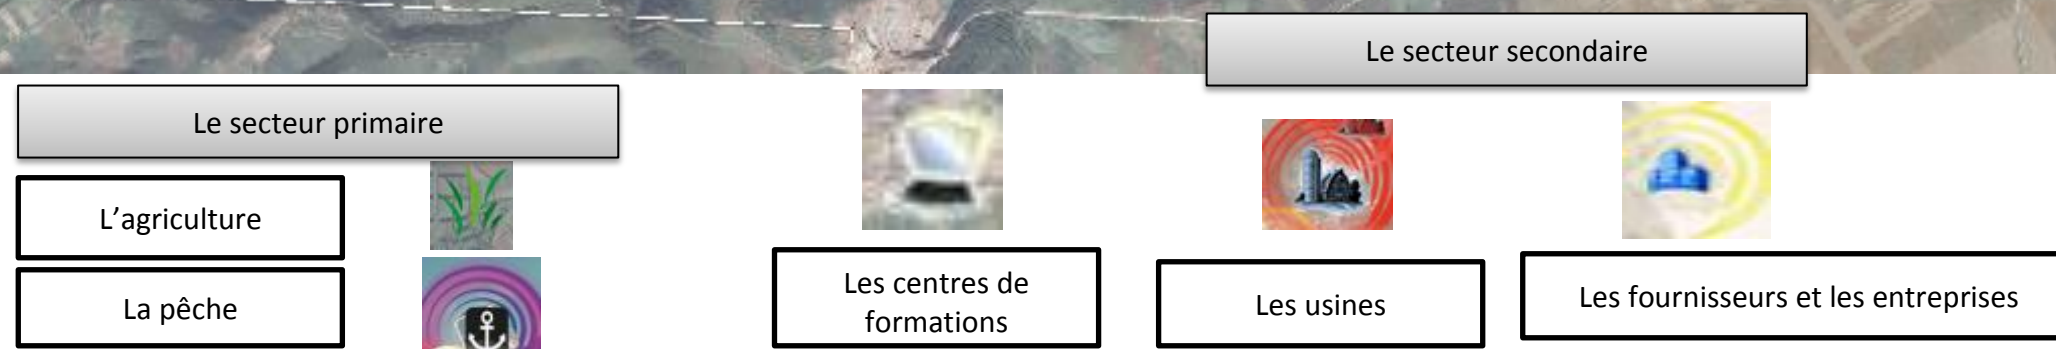 Le secteur secondaire
Le secteur primaire
L’agriculture
La pêche
Les centres de
formations
Les usines
Les fournisseurs et les entreprises